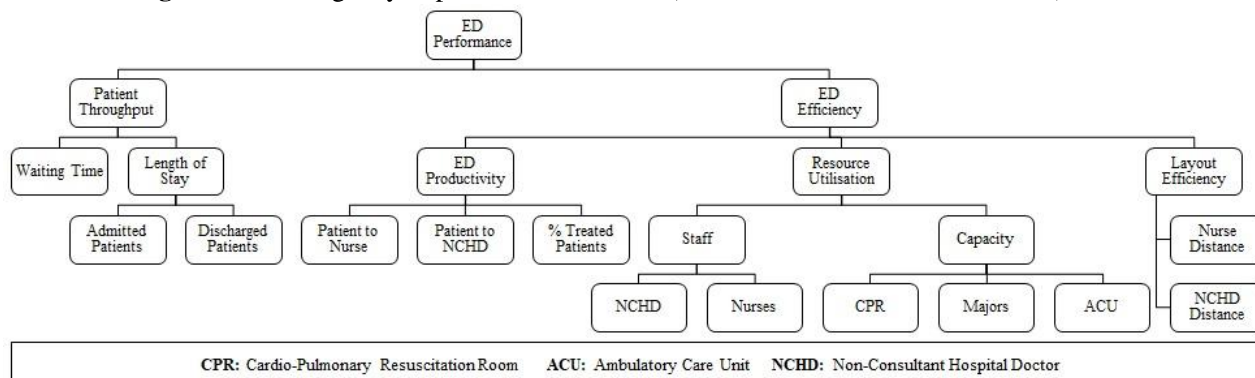 ED
Performance
Patient
Throughput
ED
Efficiency
Waiting Time
Length of
Stay
ED
Productivity
Resource
Utilisation
Layout
Efficiency
Admitted
Patients
Discharged
Patients
Patient to
Nurse
Patient to
NCHD
% Treated
Patients
Staff
Capacity
Nurse
Distance
NCHD
Nurses
CPR
Majors
ACU
NCHD
Distance
CPR: Cardio-Pulmonary Resuscitation Room ACU: Ambulatory Care Unit NCHD: Non-Consultant Hospital Doctor